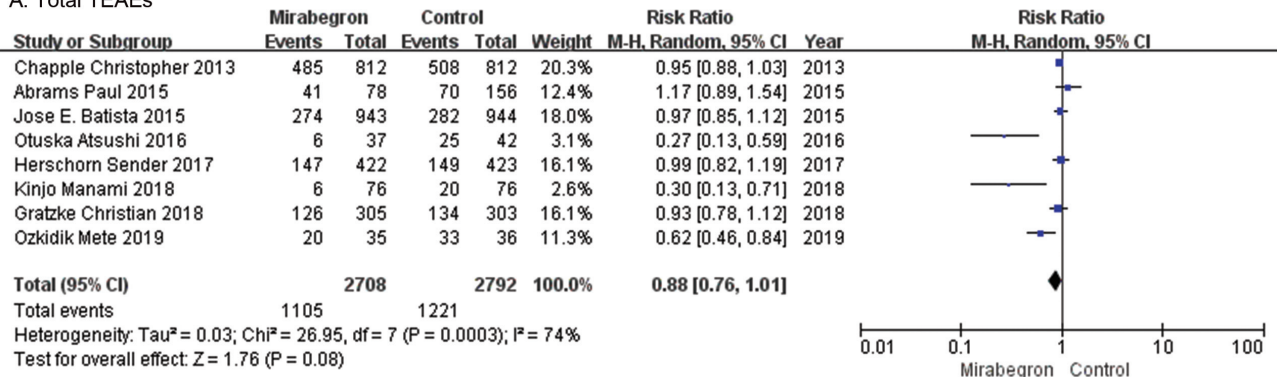 A. Total TEAEs
Mirabegron Control Risk Ratio Risk Ratio
Study or Subgroup Events Total Events Total Weight M-H, Random, 95% CI Year M-H, Random, 95% CI
Chapple Christopher 2013 485 812 508 812 20.3% 0.95 [0.88, 1.03] 2013
Abrams Paul 2015 41 78 70 156 12.4% 1.17 [0.89, 1.54] 2015
Jose E. Batista 2015 274 943 282 944 18.0% 0.97 [0.85, 1.12] 2015
Otuska Atsushi 2016 6 37 25 42 3.1% 0.27 [0.13, 0.59] 2016
Herschorn Sender 2017 147 422 149 423 16.1% 0.99 [0.82, 1.19] 2017
Kinjo Manami 2018 6 76 20 76 2.6% 0.30 [0.13, 0.71] 2018
Gratzke Christian 2018 126 305 134 303 16.1% 0.93 [0.78, 1.12] 2018
Ozkidik Mete 2019 20 35 33 36 11.3% 0.62 [0.46, 0.84] 2019
Total (95% CI) 2708 2792 100.0% 0.88 [0.76, 1.01]
Total events 1105 1221
Heterogeneity: Tau² = 0.03; Chi² = 26.95, df = 7 (P = 0.0003); I² = 74%
Test for overall effect: Z = 1.76 (P = 0.08)
0.01 0.1 1 10 100
Mirabegron Control